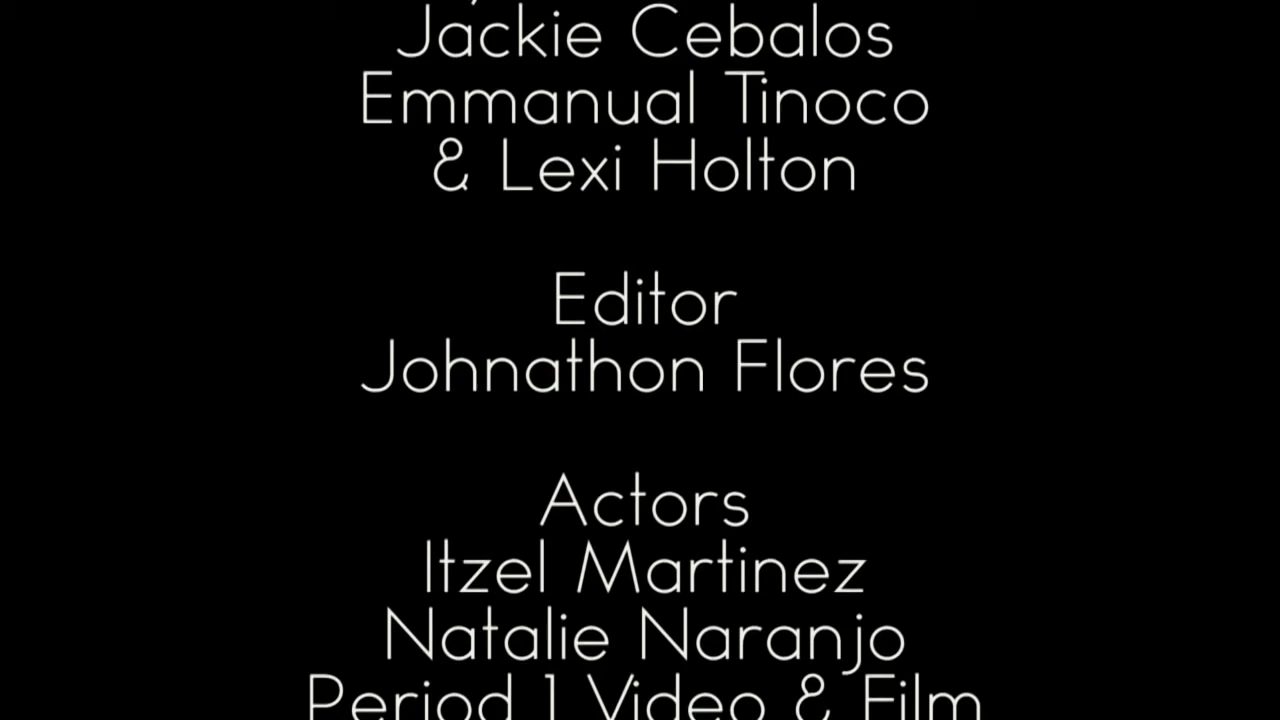 Jackie Cebalos
Emmanual Tinoco
& Lexi Holton
Editor
Johnathon Flores
Actors
Itzel Martinez
Natalie Naranjo
Period 1 Video & Film